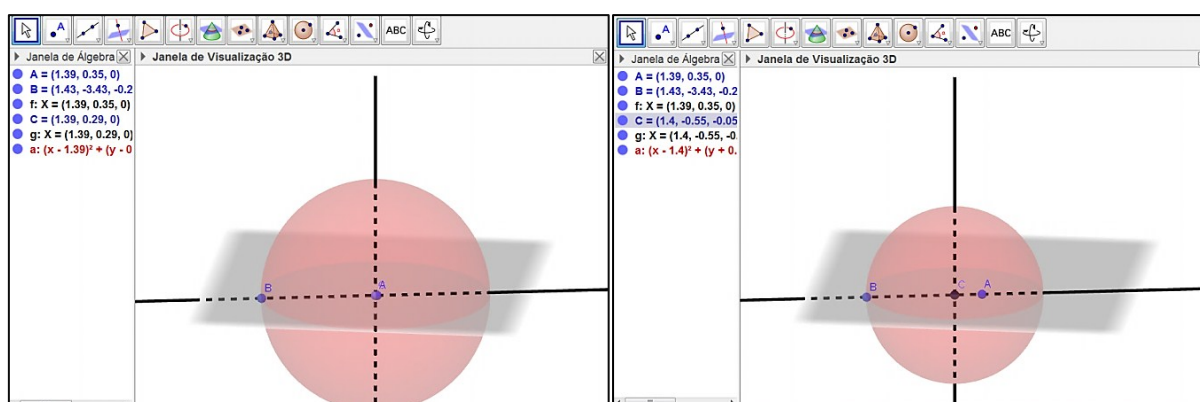 A
ABC
Janela de Álgebra
Janela de Visualização 3D
A = (1.39, 0.35, 0)
B = (1.43, -3.43, -0.2
f: X = (1.39, 0.35, 0)
C = (1.39, 0.29, 0)
g: X = (1.39, 0.29, 0)
a: (x - 1.39)² + (y - 0
B
A
A
ABC
Janela de Álgebra
Janela de Visualização 3D
A = (1.39, 0.35, 0)
B = (1.43, -3.43, -0.2
f: X = (1.39, 0.35, 0)
C = (1.4, -0.55, -0.05
g: X = (1.4, -0.55, -0.
a: (x - 1.4)² + (y + 0.
B
C
A